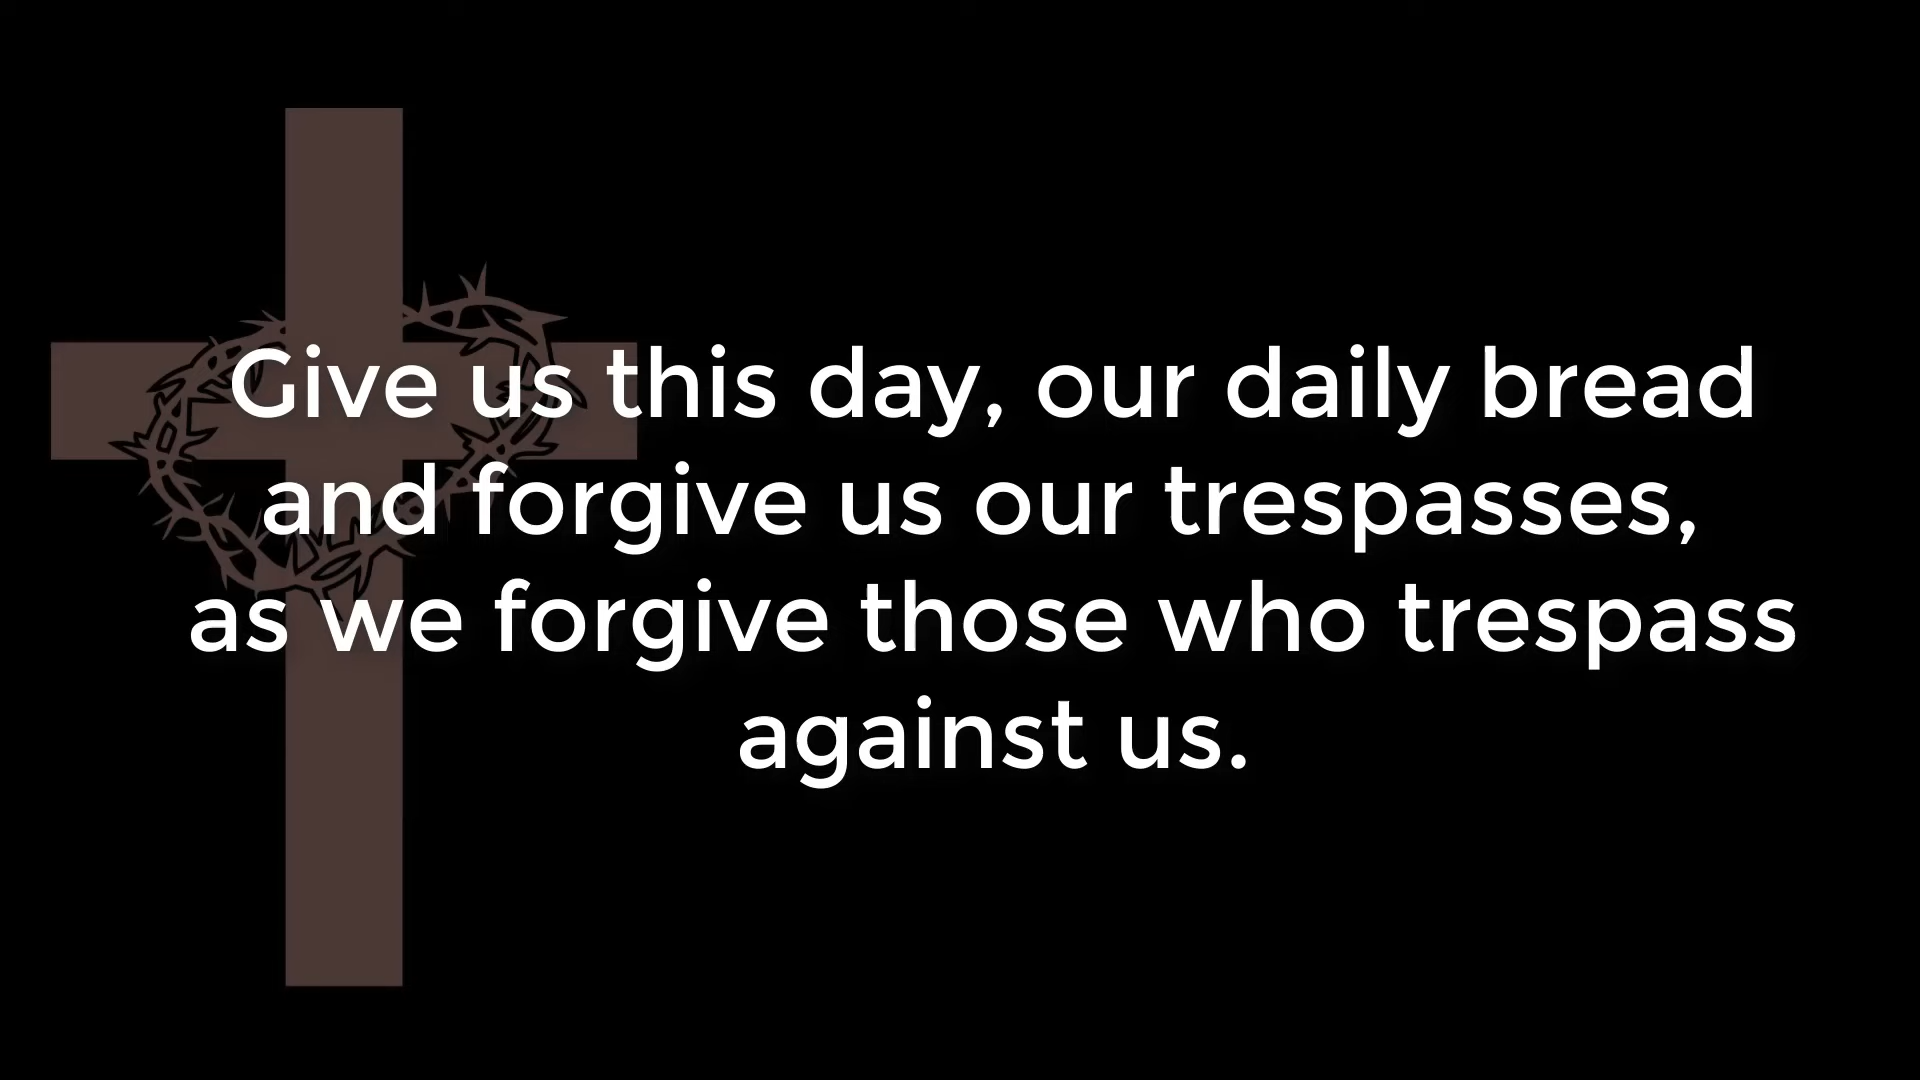 Give us this day, our daily bread
and forgive us our trespasses,
as we forgive those who trespass
against us.